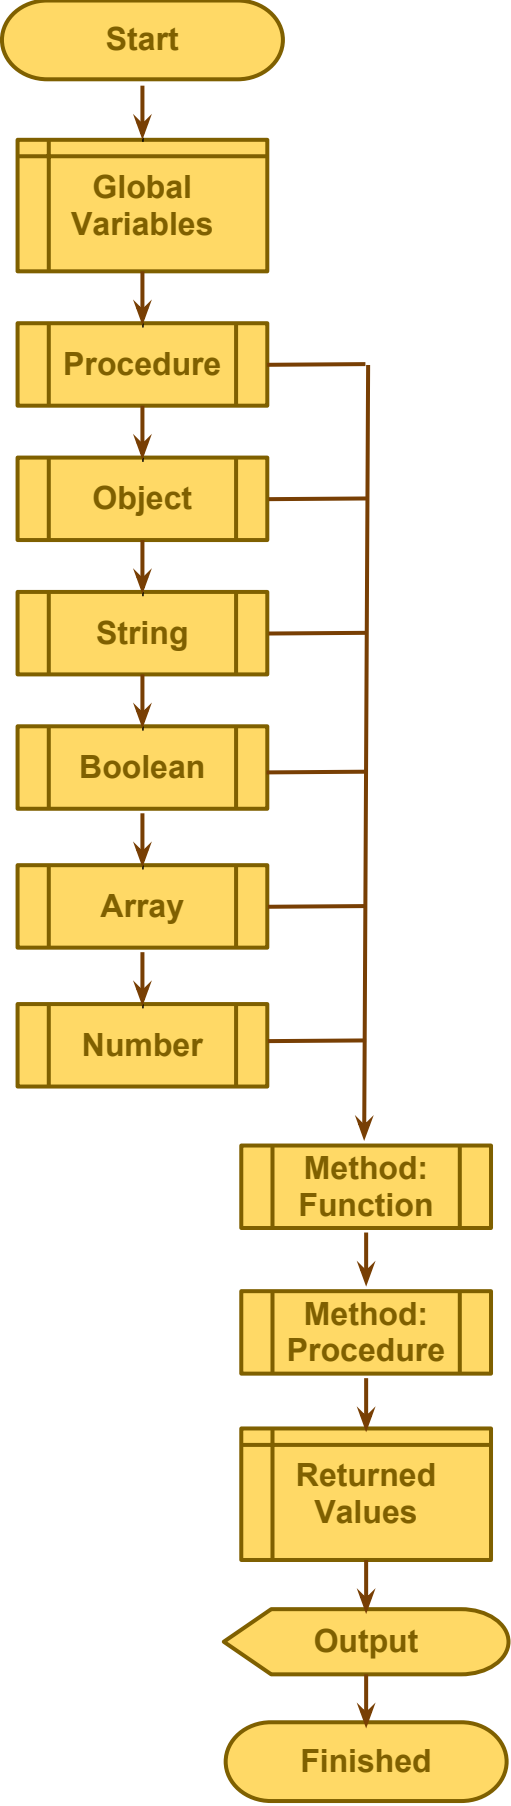 Start
Global
Variables
Procedure
Object
String
Boolean
Array
Number
Method:
Function
Method:
Procedure
Returned
Values
Output
Finished